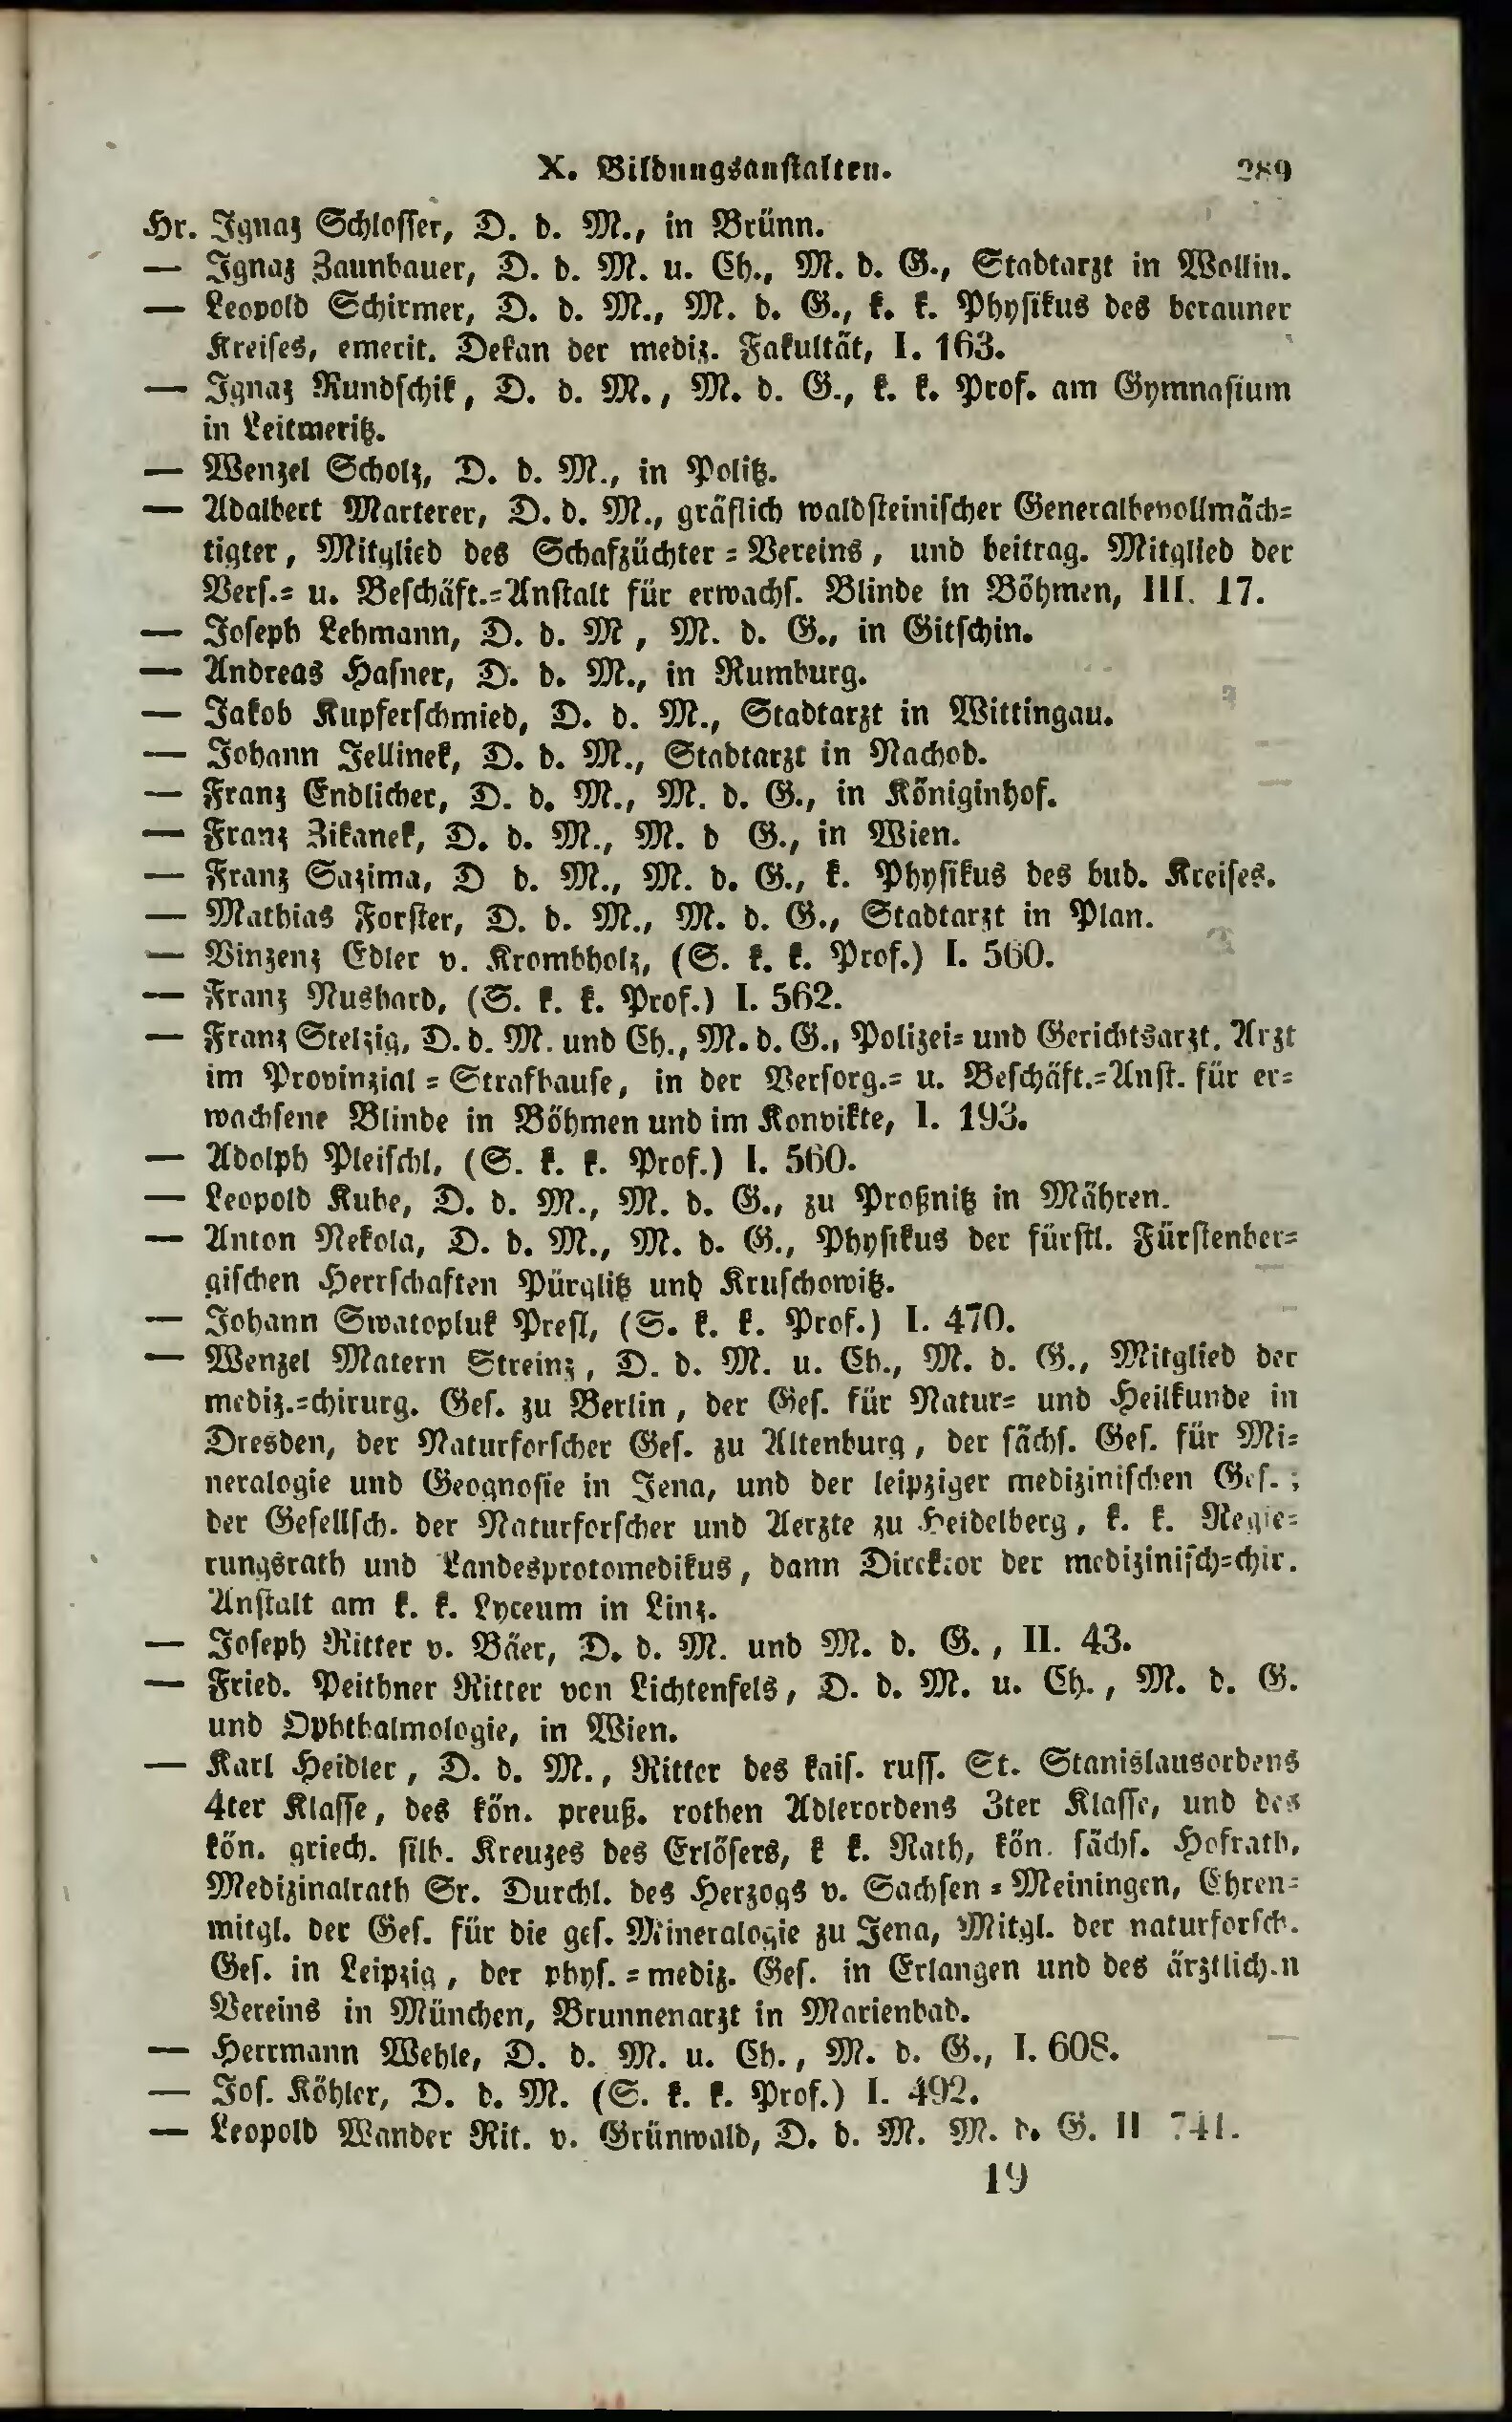 X. Bildungsanstalten. 289
Hr. Ignaz Schlosser, D. d. M., in Brünn.
— Ignaz Zaunbauer, D. d. M. u. Ch., M. d. G., Stadtarzt in Wollin.
— Leopold Schirmer, D. d. M., M. d. G., k. k. Physikus des berauner
Kreises, emerit. Dekan der mediz. Fakultät, I. 163.
— Ignaz Rundschik, D. d. M., M. d. G., k. k. Prof. am Gymnasium
in Leitmeritz.
— Wenzel Scholz, D. d. M., in Politz.
— Adalbert Marterer, D. d. M., gräflich waldsteinischer Generalbevollmäch=
tigter, Mitglied des Schafzüchter=Vereins, und beitrag. Mitglied der
Vers.= u. Beschäft.=Anstalt für erwachs. Blinde in Böhmen, III. 17.
— Joseph Lehmann, D. d. M, M. d. G., in Gitschin.
— Andreas Hafner, D. d. M., in Rumburg.
— Jakob Kupferschmied, D. d. M., Stadtarzt in Wittingau.
— Johann Jellinek, D. d. M., Stadtarzt in Nachod.
— Franz Endlicher, D. d. M., M. d. G., in Königinhof.
— Franz Zikanek, D. d. M., M. d G., in Wien.
— Franz Sazima, D d. M., M. d. G., k. Physikus des bud. Kreises.
— Mathias Forster, D. d. M., M. d. G., Stadtarzt in Plan.
— Vinzenz Edler v. Krombholz, (S. k. k. Prof.) I. 560.
— Franz Nushard, (S. k. k. Prof.) I. 562.
— Franz Stelzig, D. d. M. und Ch., M. d. G., Polizei= und Gerichtsarzt, Arzt
im Provinzial=Strafhause, in der Versorg.= u. Beschäft.=Anst. für er=
wachsene Blinde in Böhmen und im Konvikte, I. 193.
— Adolph Pleischl, (S. k. k. Prof.) I. 560.
— Leopold Kube, D. d. M., M. d. G., zu Proßnitz in Mähren.
— Anton Nekola, D. d. M., M. d. G., Physikus der fürstl. Fürstenber=
gischen Herrschaften Pürglitz und Kruschowitz.
— Johann Swatopluk Presl, (S. k. k. Prof.) I. 470.
— Wenzel Matern Streinz, D. d. M. u. Ch., M. d. G., Mitglied der
mediz.=chirurg. Ges. zu Berlin, der Ges. für Natur= und Heilkunde in
Dresden, der Naturforscher Ges. zu Altenburg, der sächs. Ges. für Mi=
neralogie und Geognosie in Jena, und der leipziger medizinischen Ges.;
der Gesellsch. der Naturforscher und Aerzte zu Heidelberg, k. k. Regie=
rungsrath und Landesprotomedikus, dann Direktor der medizinisch=chir.
Anstalt am k. k. Lyceum in Linz.
— Joseph Ritter v. Bäer, D. d. M. und M. d. G., II. 43.
— Fried. Peithner Ritter von Lichtenfels, D. d. M. u. Ch., M. d. G.
und Ophthalmologie, in Wien.
— Karl Heidler, D. d. M., Ritter des kais. russ. St. Stanislausordens
4ter Klasse, des kön. preuß. rothen Adlerordens 3ter Klasse, und des
kön. griech. silb. Kreuzes des Erlösers, k k. Rath, kön. sächs. Hofrath,
Medizinalrath Sr. Durchl. des Herzogs v. Sachsen=Meiningen, Ehren=
mitgl. der Ges. für die ges. Mineralogie zu Jena, Mitgl. der naturforsch.
Ges. in Leipzig, der phys.=mediz. Ges. in Erlangen und des ärztlichen
Vereins in München, Brunnenarzt in Marienbad.
— Herrmann Wehle, D. d. M. u. Ch., M. d. G., I. 608.
— Jos. Köhler, D. d. M. (S. k. k. Prof.) I. 492.
— Leopold Wander Rit. v. Grünwald, D. d. M. M. d. G. II 741.
19